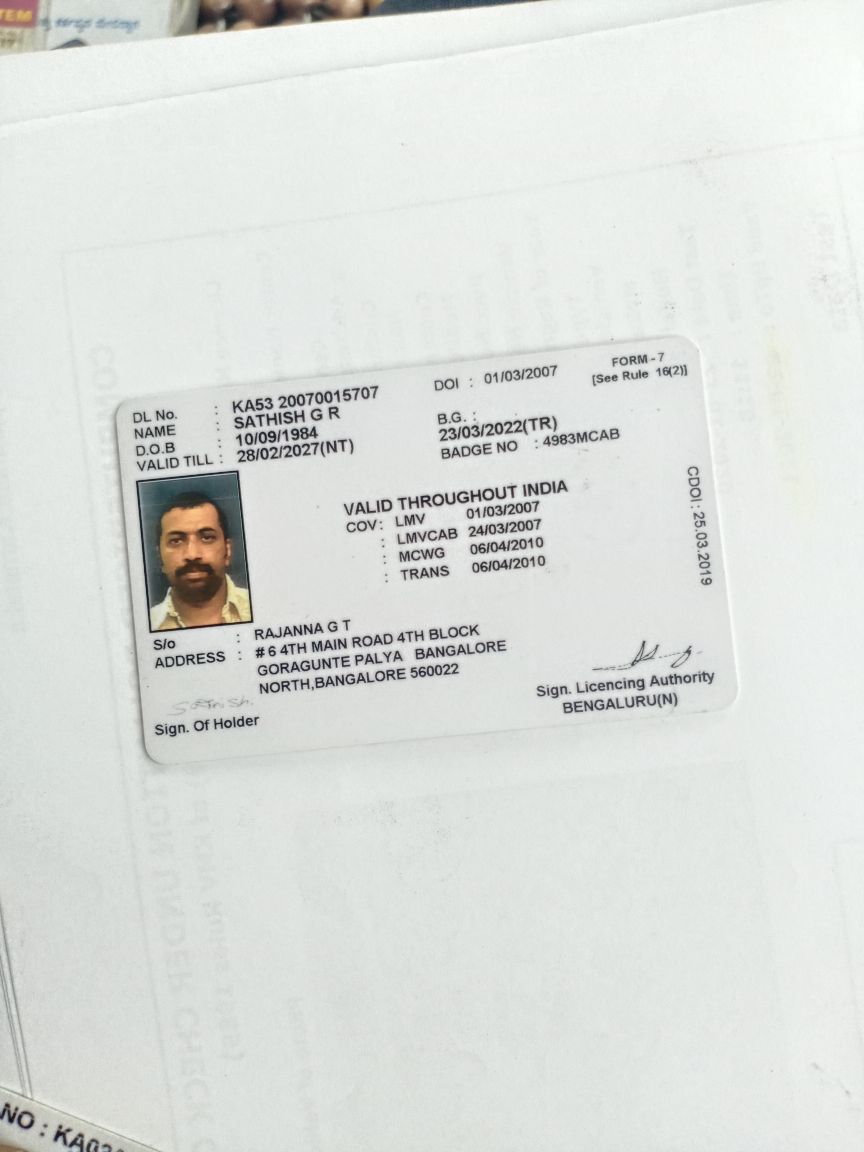 TEM
DL No. : KA53 20070015707
DOI : 01/03/2007
FORM - 7
[See Rule 16(2)]
NAME : SATHISH G R
D.O.B : 10/09/1984
B.G. :
VALID TILL : 28/02/2027(NT)
23/03/2022(TR)
BADGE NO : 4983MCAB
VALID THROUGHOUT INDIA
COV: LMV 01/03/2007
: LMVCAB 24/03/2007
: MCWG 06/04/2010
: TRANS 06/04/2010
CDOI: 25.03.2019
S/o : RAJANNA G T
ADDRESS : # 6 4TH MAIN ROAD 4TH BLOCK
GORAGUNTE PALYA BANGALORE
NORTH,BANGALORE 560022
Sathish.
Sign. Of Holder
Sign. Licencing Authority
BENGALURU(N)
NO : KA03